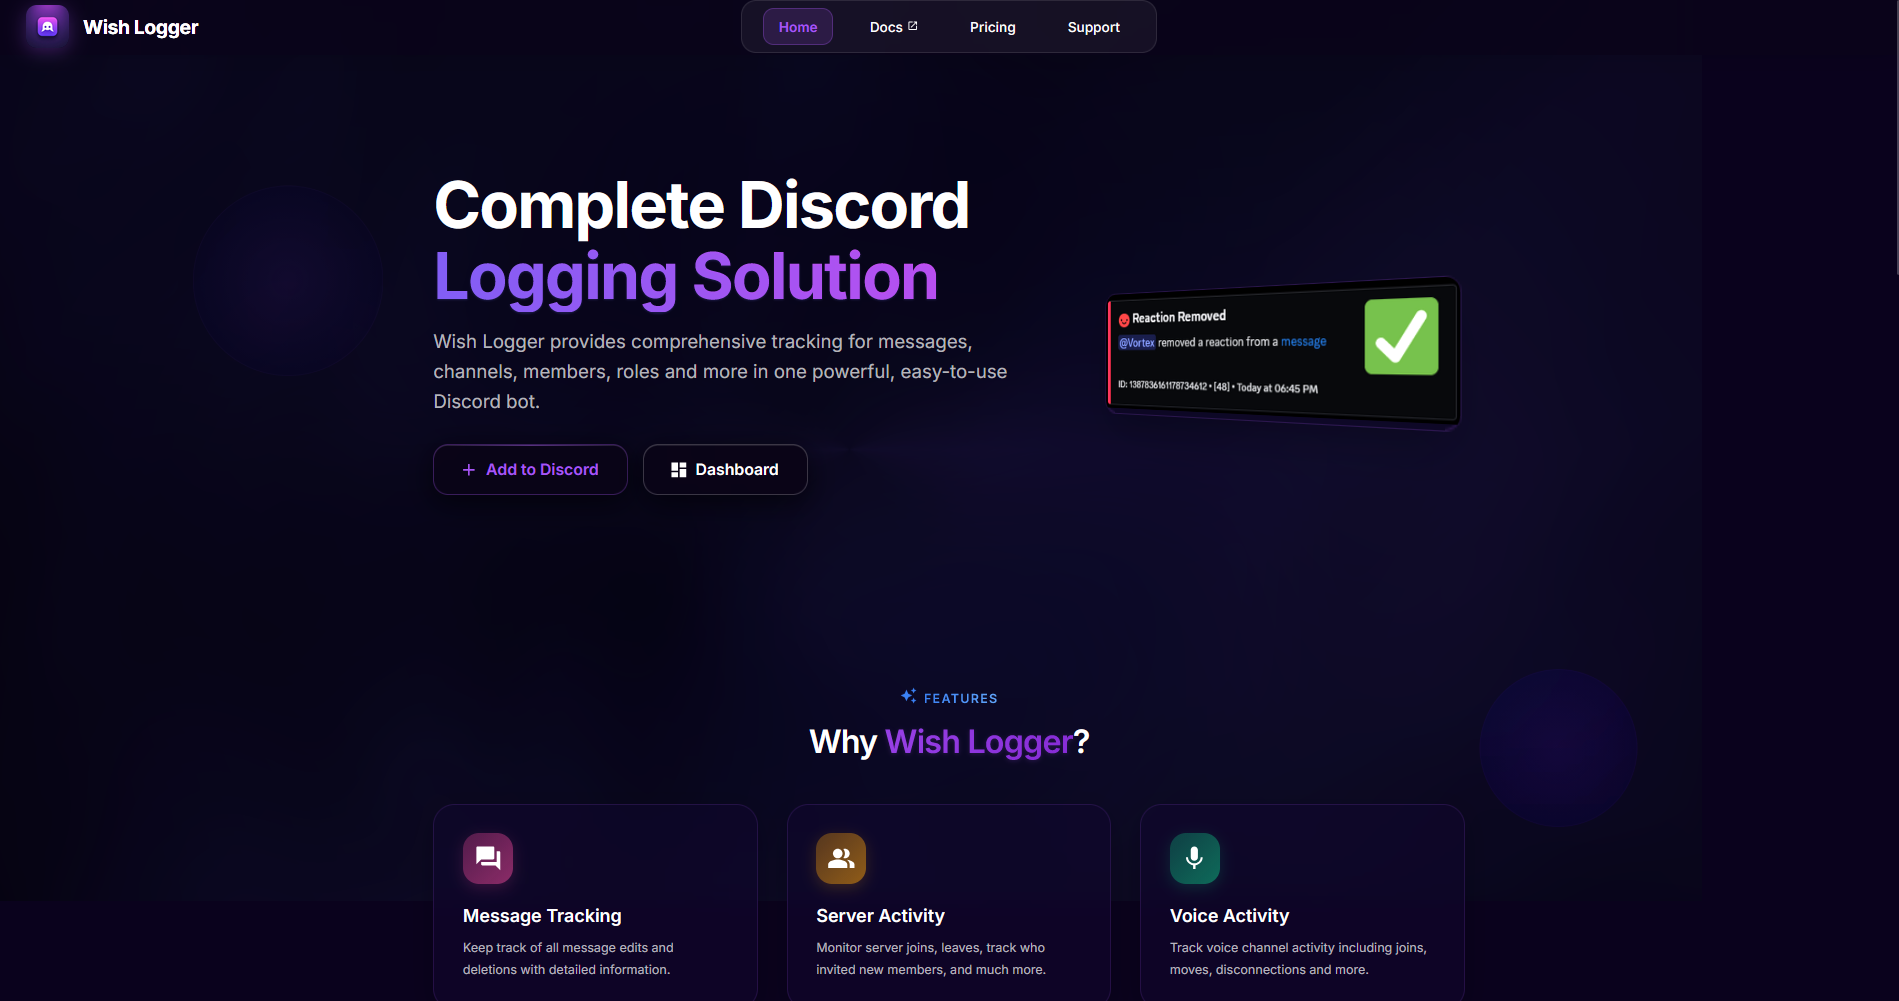 Wish Logger
Home
Docs
Pricing
Support
Complete Discord
Logging Solution
Wish Logger provides comprehensive tracking for messages,
channels, members, roles and more in one powerful, easy-to-use
Discord bot.
Add to Discord
Dashboard
Reaction Removed
@Vortex removed a reaction from a message
ID: 1387836161178734612 • [48] • Today at 06:45 PM
FEATURES
Why Wish Logger?
Message Tracking
Keep track of all message edits and
deletions with detailed information.
Server Activity
Monitor server joins, leaves, track who
invited new members, and much more.
Voice Activity
Track voice channel activity including joins,
moves, disconnections and more.